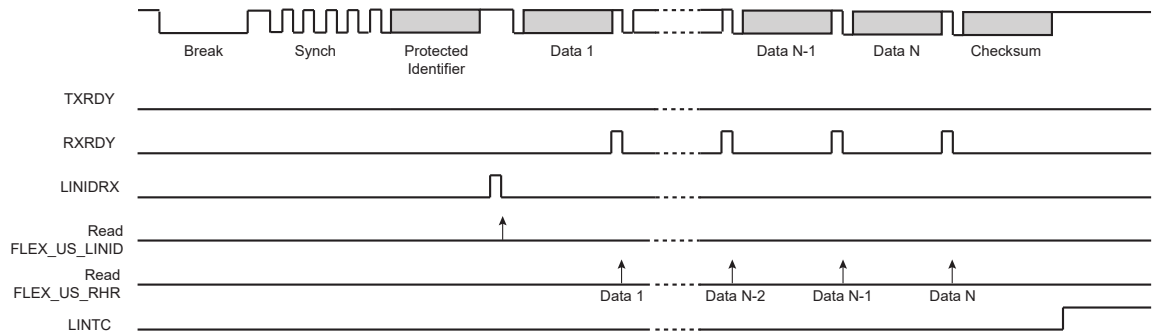 Break
Synch
Protected
Identifier
Data 1
Data N-1
Data N
Checksum
TXRDY
RXRDY
LINIDRX
Read
FLEX_US_LINID
Read
FLEX_US_RHR
Data 1
Data N-2
Data N-1
Data N
LINTC